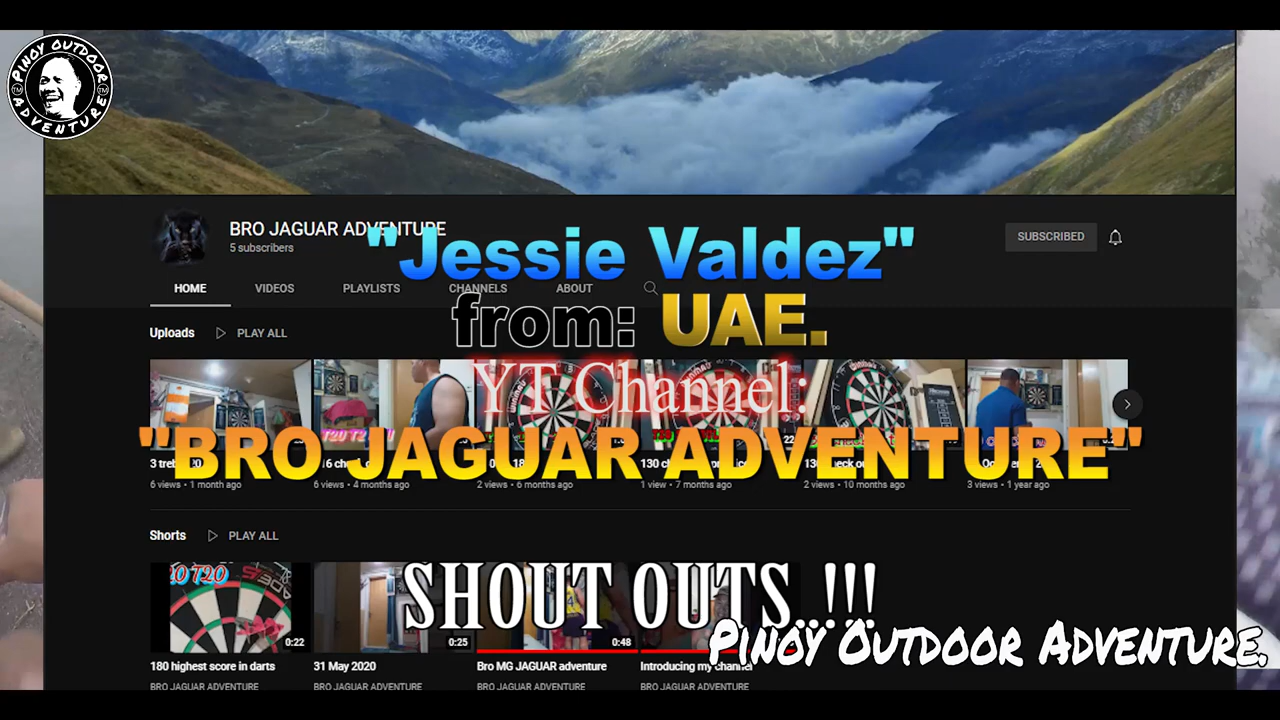 PINOY OUTDOOR
ADVENTURE
TM TM
BRO JAGUAR ADVENTURE
5 subscribers
SUBSCRIBED
"Jessie Valdez"
HOME VIDEOS PLAYLISTS CHANNELS ABOUT
from: UAE.
Uploads PLAY ALL
YT Channel:
"BRO JAGUAR ADVENTURE"
6 views • 1 month ago
6 views • 4 months ago
2 views • 6 months ago
1 view • 7 months ago
2 views • 10 months ago
3 views • 1 year ago
Shorts PLAY ALL
SHOUT OUTS !!!
0:22
0:25
0:48
Pinoy Outdoor Adventure.
180 highest score in darts
31 May 2020
Bro MG JAGUAR adventure
Introducing my channel
BRO JAGUAR ADVENTURE
BRO JAGUAR ADVENTURE
BRO JAGUAR ADVENTURE
BRO JAGUAR ADVENTURE